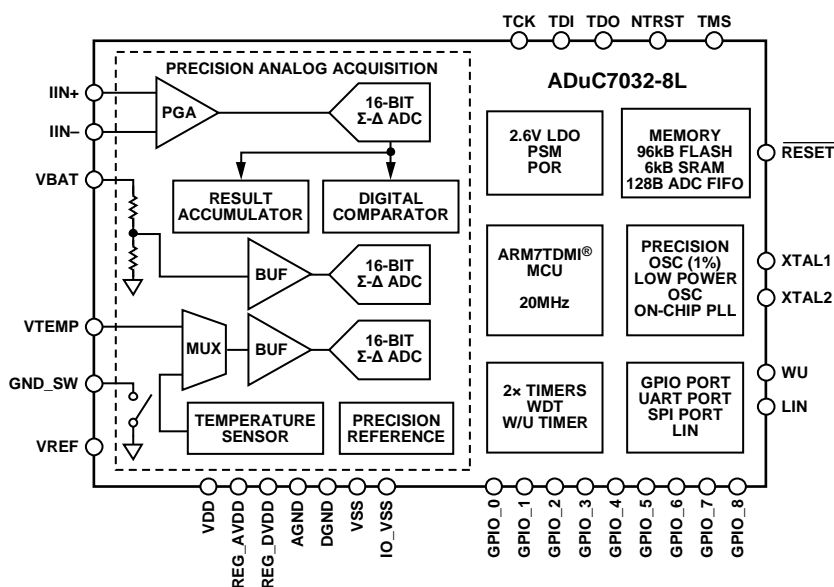 TCK TDI TDO NTRST TMS
PRECISION ANALOG ACQUISITION
ADuC7032-8L
IIN+
IIN–
VBAT
VTEMP
GND_SW
VREF
PGA
16-BIT
Σ-Δ ADC
RESULT
ACCUMULATOR
DIGITAL
COMPARATOR
BUF
16-BIT
Σ-Δ ADC
MUX
BUF
16-BIT
Σ-Δ ADC
TEMPERATURE
SENSOR
PRECISION
REFERENCE
2.6V LDO
PSM
POR
MEMORY
96kB FLASH
6kB SRAM
128B ADC FIFO
ARM7TDMI®
MCU
20MHz
PRECISION
OSC (1%)
LOW POWER
OSC
ON-CHIP PLL
2× TIMERS
WDT
W/U TIMER
GPIO PORT
UART PORT
SPI PORT
LIN
RESET
XTAL1
XTAL2
WU
LIN
VDD
REG_AVDD
REG_DVDD
AGND
DGND
VSS
IO_VSS
GPIO_0
GPIO_1
GPIO_2
GPIO_3
GPIO_4
GPIO_5
GPIO_6
GPIO_7
GPIO_8